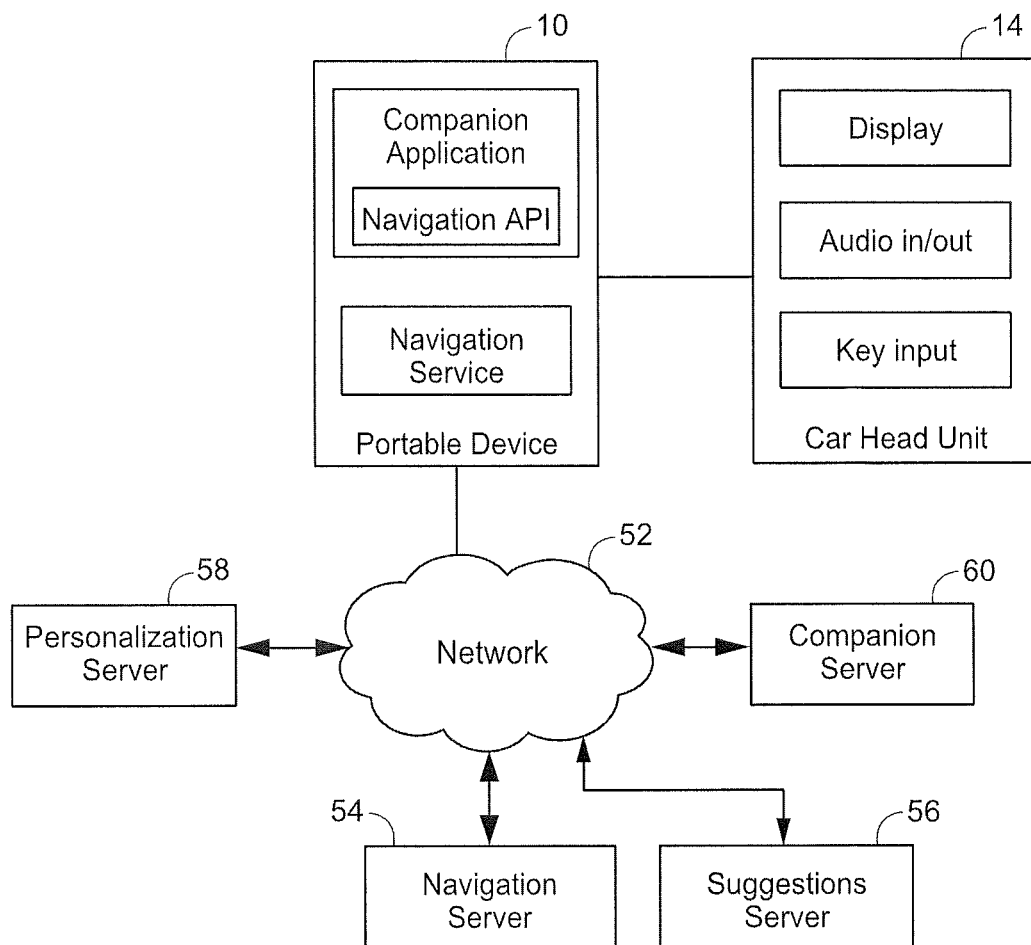 10
14
Companion
Application
Navigation API
Navigation
Service
Portable Device
Display
Audio in/out
Key input
Car Head Unit
52
58
60
Personalization
Server
Network
Companion
Server
54
56
Navigation
Server
Suggestions
Server